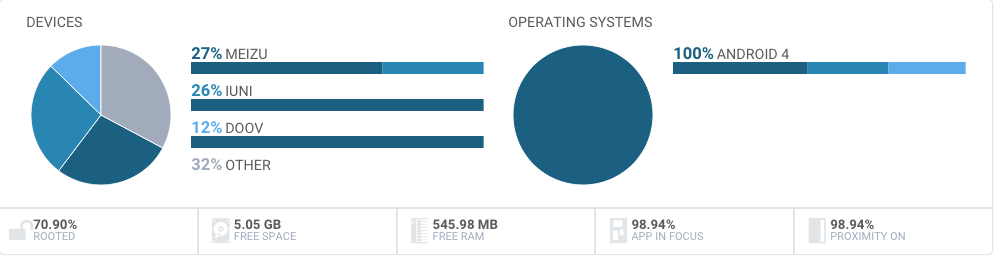 DEVICES
27% MEIZU
26% IUNI
12% DOOV
32% OTHER
OPERATING SYSTEMS
100% ANDROID 4
70.90%
ROOTED
5.05 GB
FREE SPACE
545.98 MB
FREE RAM
98.94%
APP IN FOCUS
98.94%
PROXIMITY ON